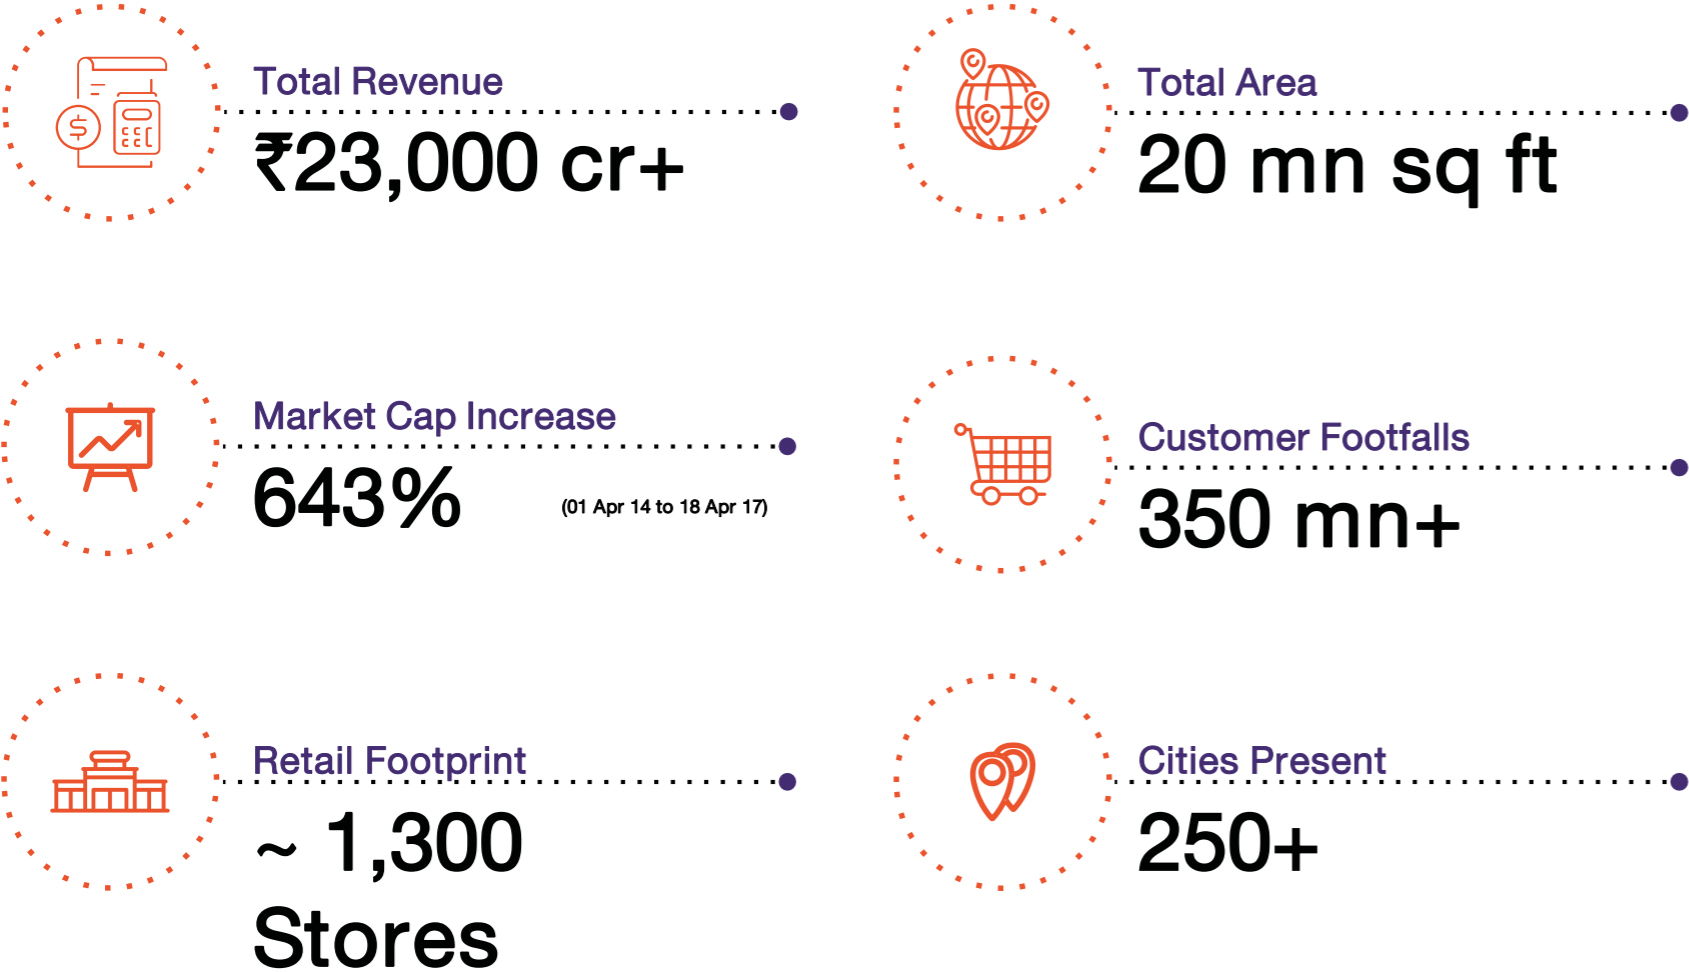 Total Revenue
₹23,000 cr+
Total Area
20 mn sq ft
Market Cap Increase
643%
(01 Apr 14 to 18 Apr 17)
Customer Footfalls
350 mn+
Retail Footprint
~ 1,300
Stores
Cities Present
250+